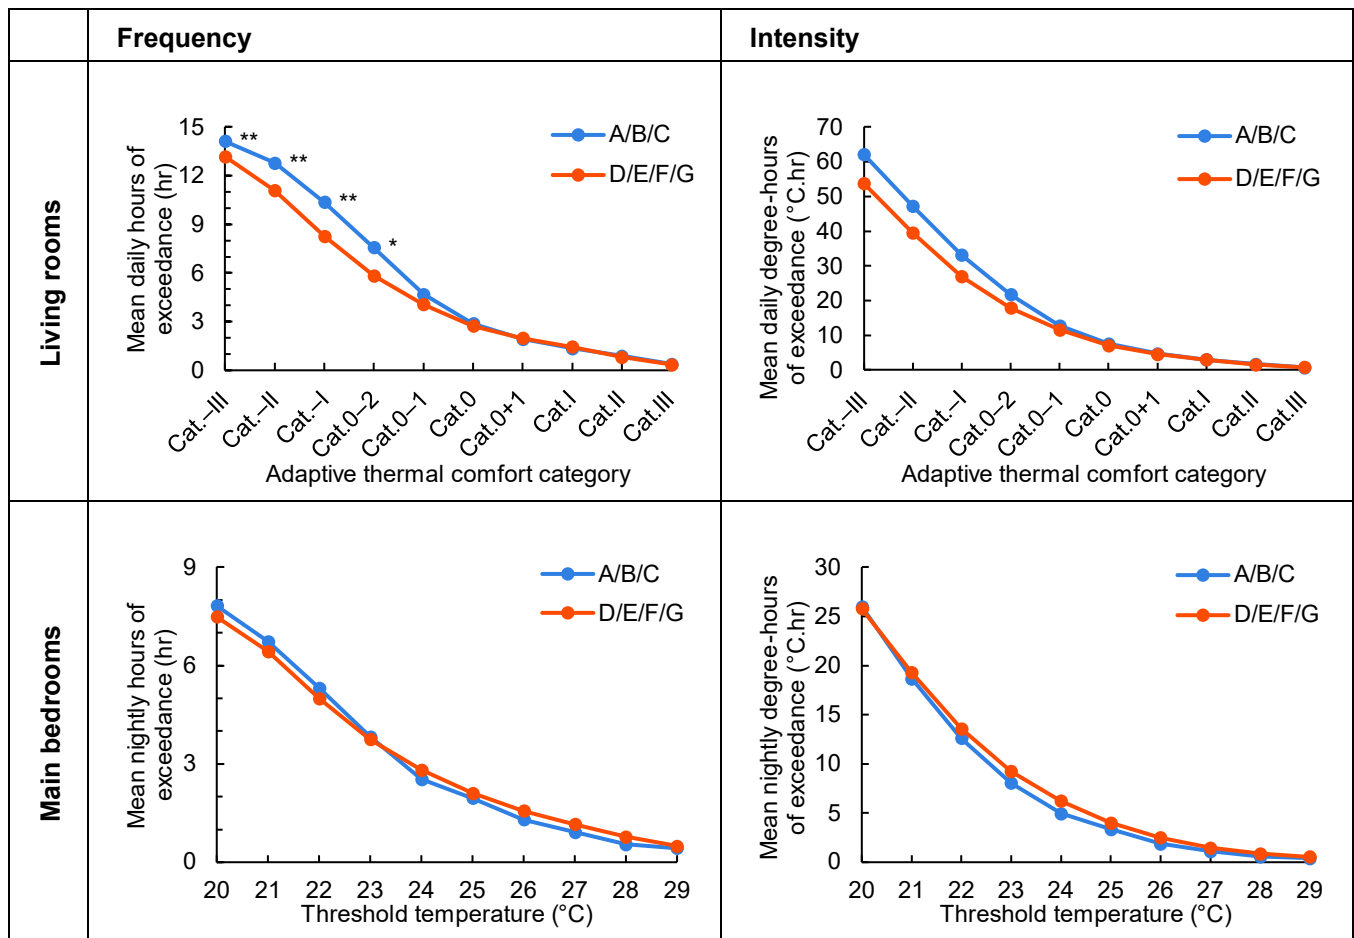 Frequency
Intensity
Living rooms
Mean daily hours of
exceedance (hr)
15
12
9
6
3
0
**
**
**
*
A/B/C
D/E/F/G
Cat.–III
Cat.–II
Cat.–I
Cat.0–2
Cat.0–1
Cat.0
Cat.0+1
Cat.I
Cat.II
Cat.III
Adaptive thermal comfort category
Mean daily degree-hours
of exceedance (°C.hr)
70
60
50
40
30
20
10
0
A/B/C
D/E/F/G
Cat.–III
Cat.–II
Cat.–I
Cat.0–2
Cat.0–1
Cat.0
Cat.0+1
Cat.I
Cat.II
Cat.III
Adaptive thermal comfort category
Main bedrooms
Mean nightly hours of
exceedance (hr)
9
6
3
0
A/B/C
D/E/F/G
20 21 22 23 24 25 26 27 28 29
Threshold temperature (°C)
Mean nightly degree-hours
of exceedance (°C.hr)
30
25
20
15
10
5
0
A/B/C
D/E/F/G
20 21 22 23 24 25 26 27 28 29
Threshold temperature (°C)